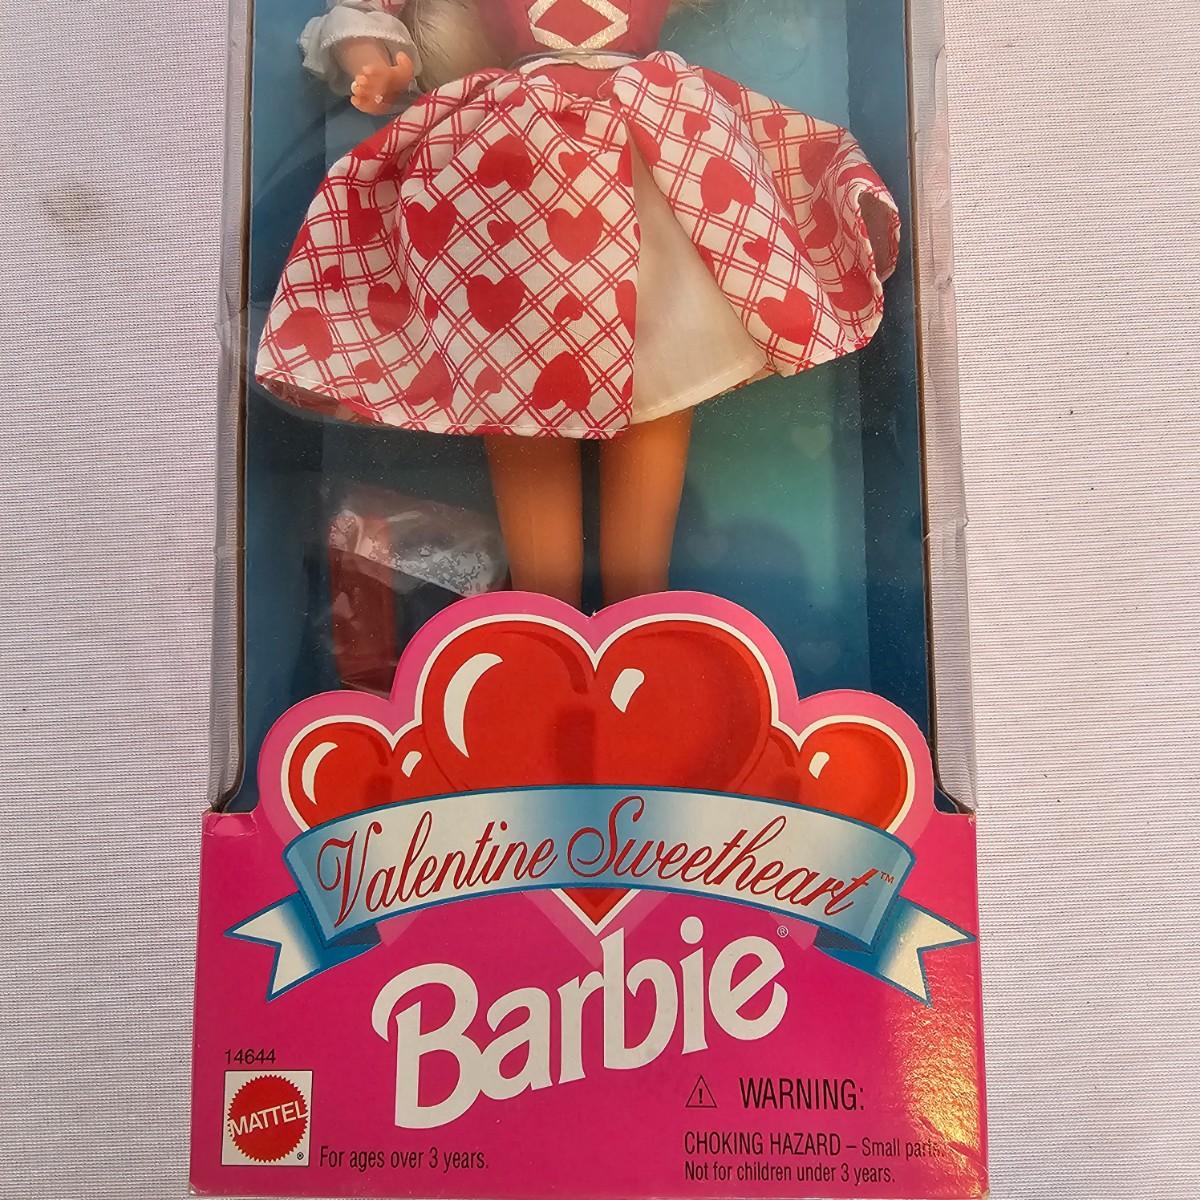 Valentine Sweetheart™
Barbie®
14644
MATTEL®
For ages over 3 years.
⚠ WARNING:
CHOKING HAZARD – Small parts.
Not for children under 3 years.